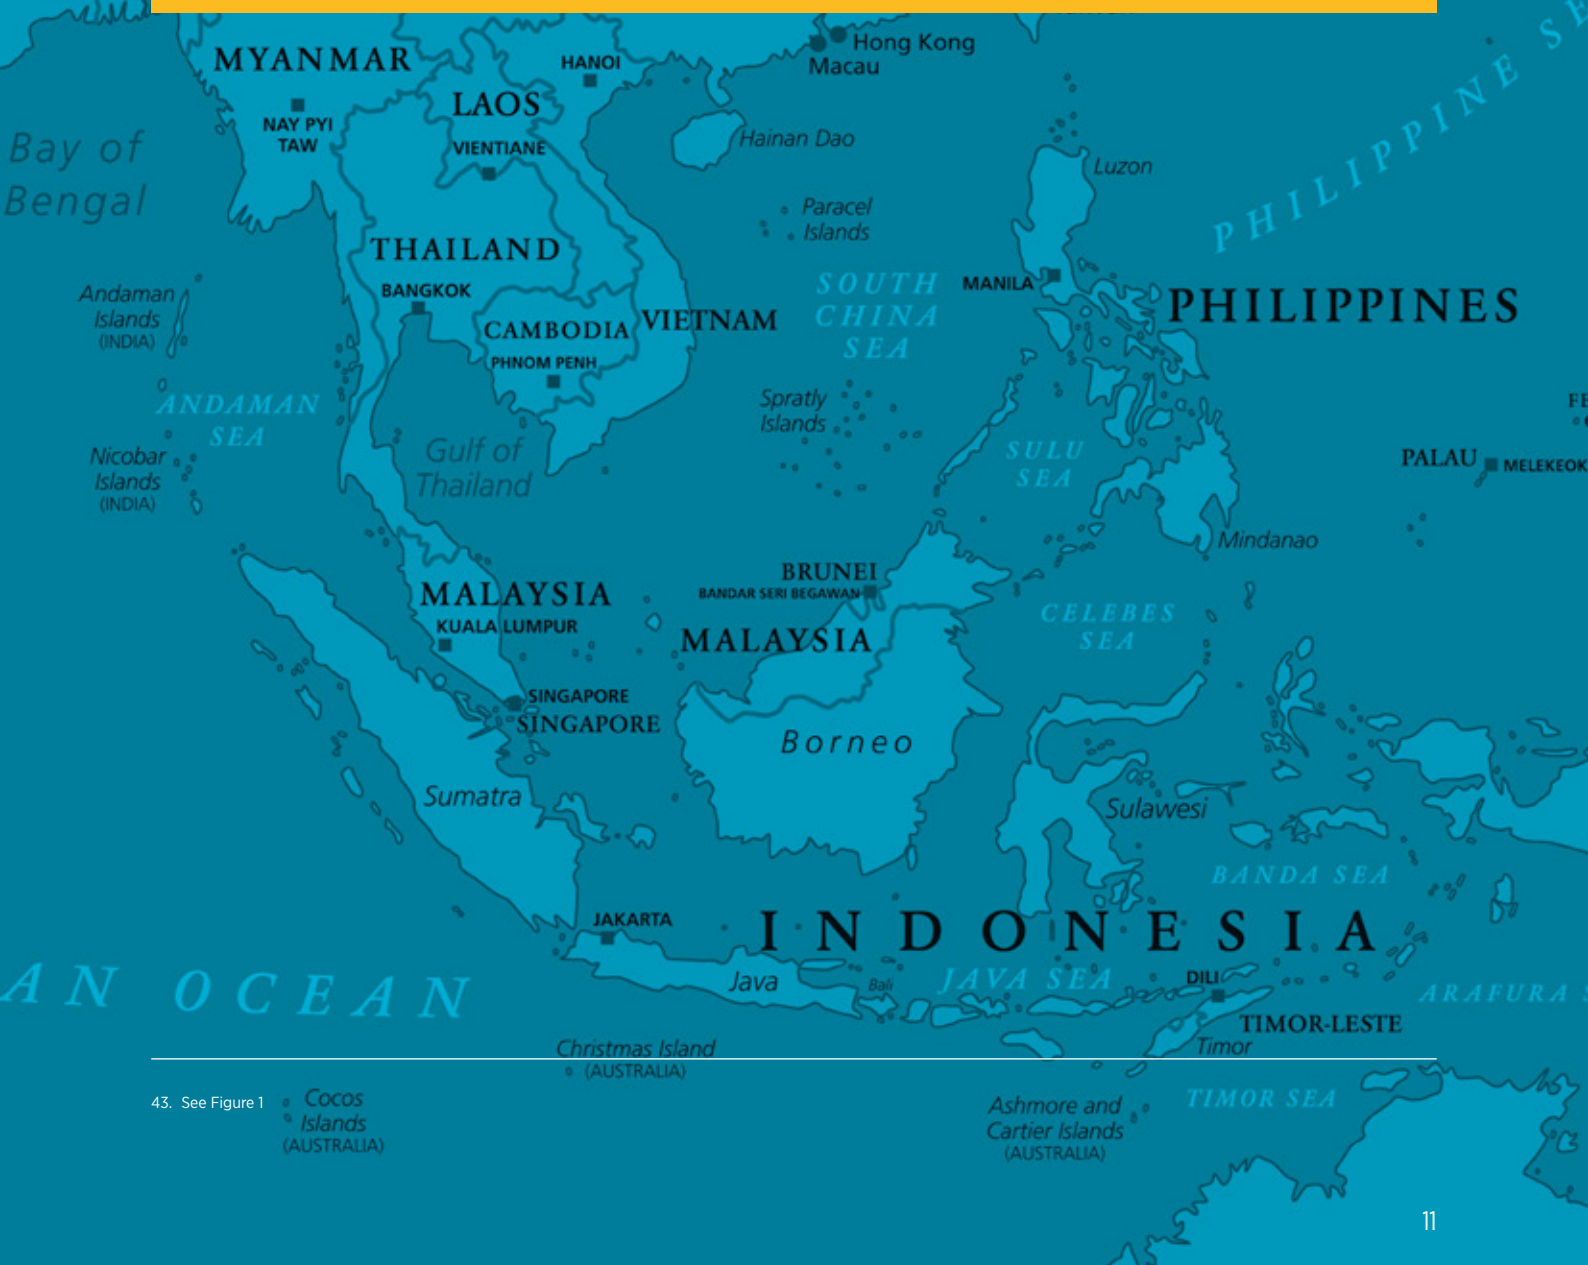 Hong Kong
Macau
MYANMAR
HANOI
LAOS
NAY PYI
TAW
VIENTIANE
Bay of
Bengal
Hainan Dao
Luzon
PHILIPPINE
Paracel
Islands
THAILAND
BANGKOK
SOUTH
CHINA
SEA
MANILA
PHILIPPINES
Andaman
Islands
(INDIA)
CAMBODIA
VIETNAM
PHNOM PENH
ANDAMAN
SEA
Spratly
Islands
Gulf of
Thailand
SULU
SEA
PALAU
MELEKEOK
Nicobar
Islands
(INDIA)
Mindanao
BRUNEI
BANDAR SERI BEGAWAN
MALAYSIA
KUALA LUMPUR
MALAYSIA
CELEBES
SEA
SINGAPORE
SINGAPORE
Borneo
Sumatra
Sulawesi
BANDA SEA
JAKARTA
INDONESIA
AN OCEAN
Java
Bali
JAVA SEA
DILI
ARAFURA
TIMOR-LESTE
Timor
Christmas Island
(AUSTRALIA)
43. See Figure 1
Cocos
Islands
(AUSTRALIA)
Ashmore and
Cartier Islands
(AUSTRALIA)
TIMOR SEA
11